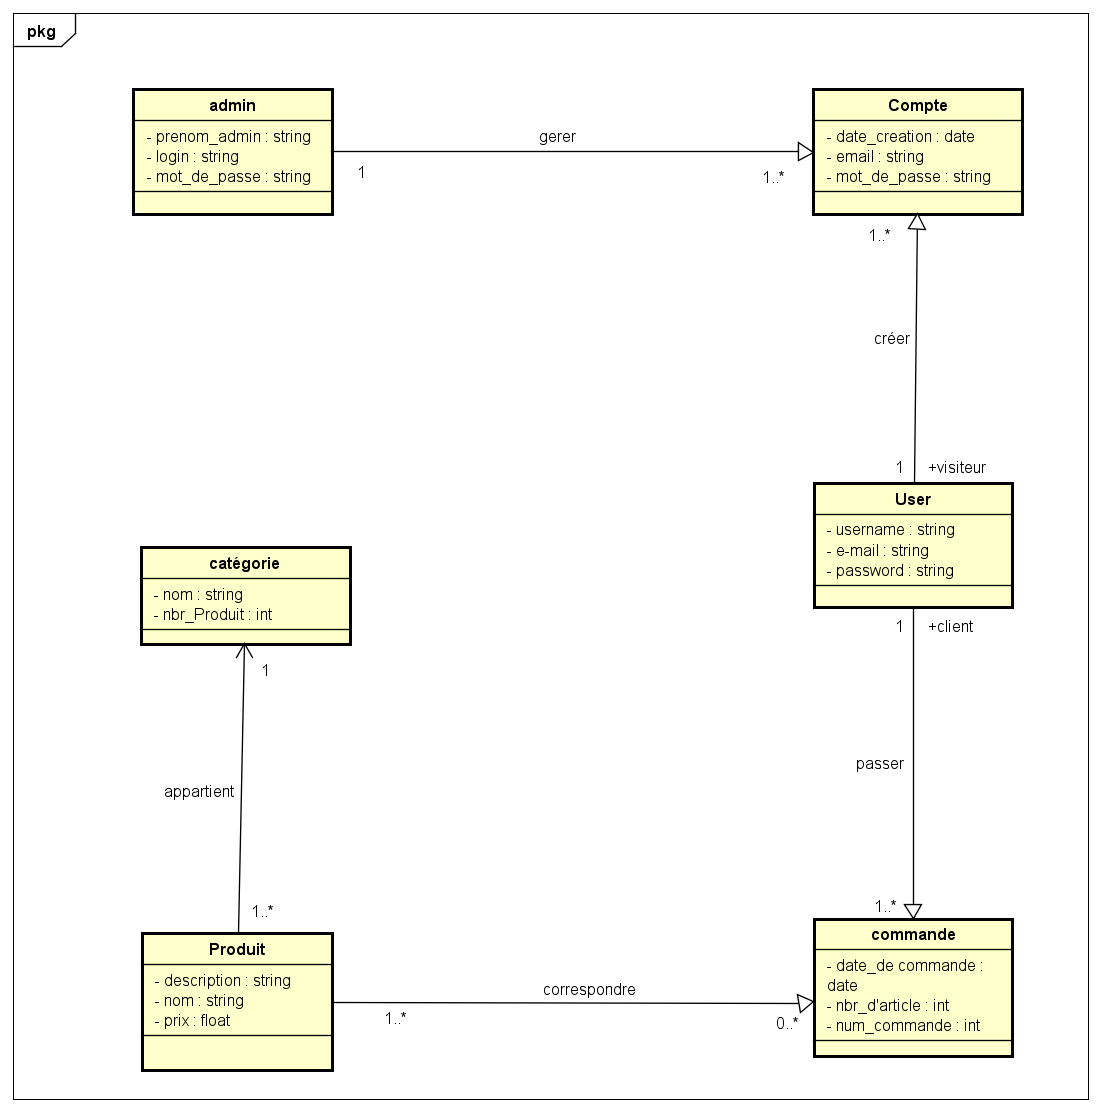 pkg
admin
- prenom_admin : string
- login : string
- mot_de_passe : string
gerer
1
1..*
Compte
- date_creation : date
- email : string
- mot_de_passe : string
1..*
créer
1
+visiteur
User
- username : string
- e-mail : string
- password : string
1
+client
passer
1..*
catégorie
- nom : string
- nbr_Produit : int
1
appartient
1..*
Produit
- description : string
- nom : string
- prix : float
correspondre
1..*
0..*
commande
- date_de commande :
date
- nbr_d'article : int
- num_commande : int